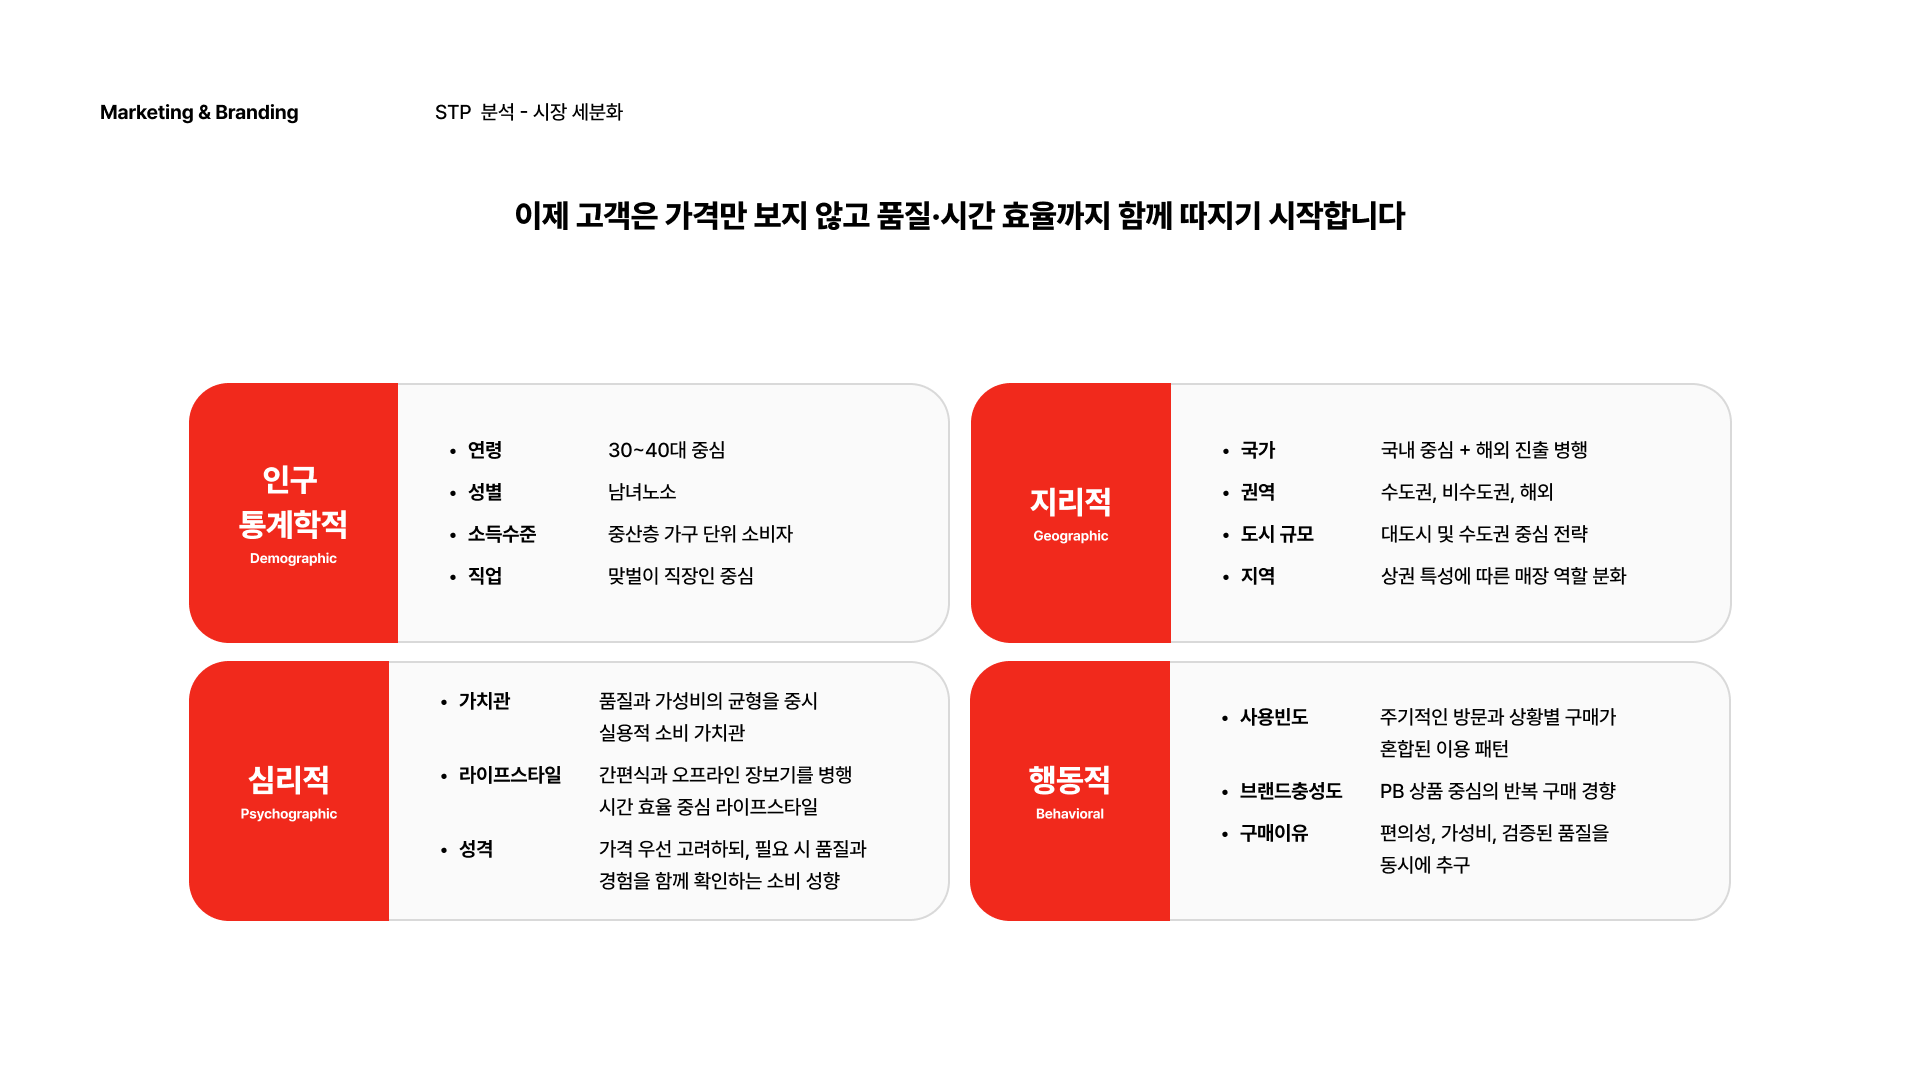 Marketing & Branding
STP 분석 - 시장 세분화
이제 고객은 가격만 보지 않고 품질·시간 효율까지 함께 따지기 시작합니다
인구
통계학적
Demographic
• 연령 30~40대 중심
• 성별 남녀노소
• 소득수준 중산층 가구 단위 소비자
• 직업 맞벌이 직장인 중심
지리적
Geographic
• 국가 국내 중심 + 해외 진출 병행
• 권역 수도권, 비수도권, 해외
• 도시 규모 대도시 및 수도권 중심 전략
• 지역 상권 특성에 따른 매장 역할 분화
심리적
Psychographic
• 가치관 품질과 가성비의 균형을 중시
실용적 소비 가치관
• 라이프스타일 간편식과 오프라인 장보기를 병행
시간 효율 중심 라이프스타일
• 성격 가격 우선 고려하되, 필요 시 품질과
경험을 함께 확인하는 소비 성향
행동적
Behavioral
• 사용빈도 주기적인 방문과 상황별 구매가
혼합된 이용 패턴
• 브랜드충성도 PB 상품 중심의 반복 구매 경향
• 구매이유 편의성, 가성비, 검증된 품질을
동시에 추구